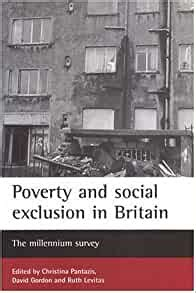 Poverty and social
exclusion in Britain
The millennium survey
Edited by Christina Pantazis,
David Gordon and Ruth Levitas